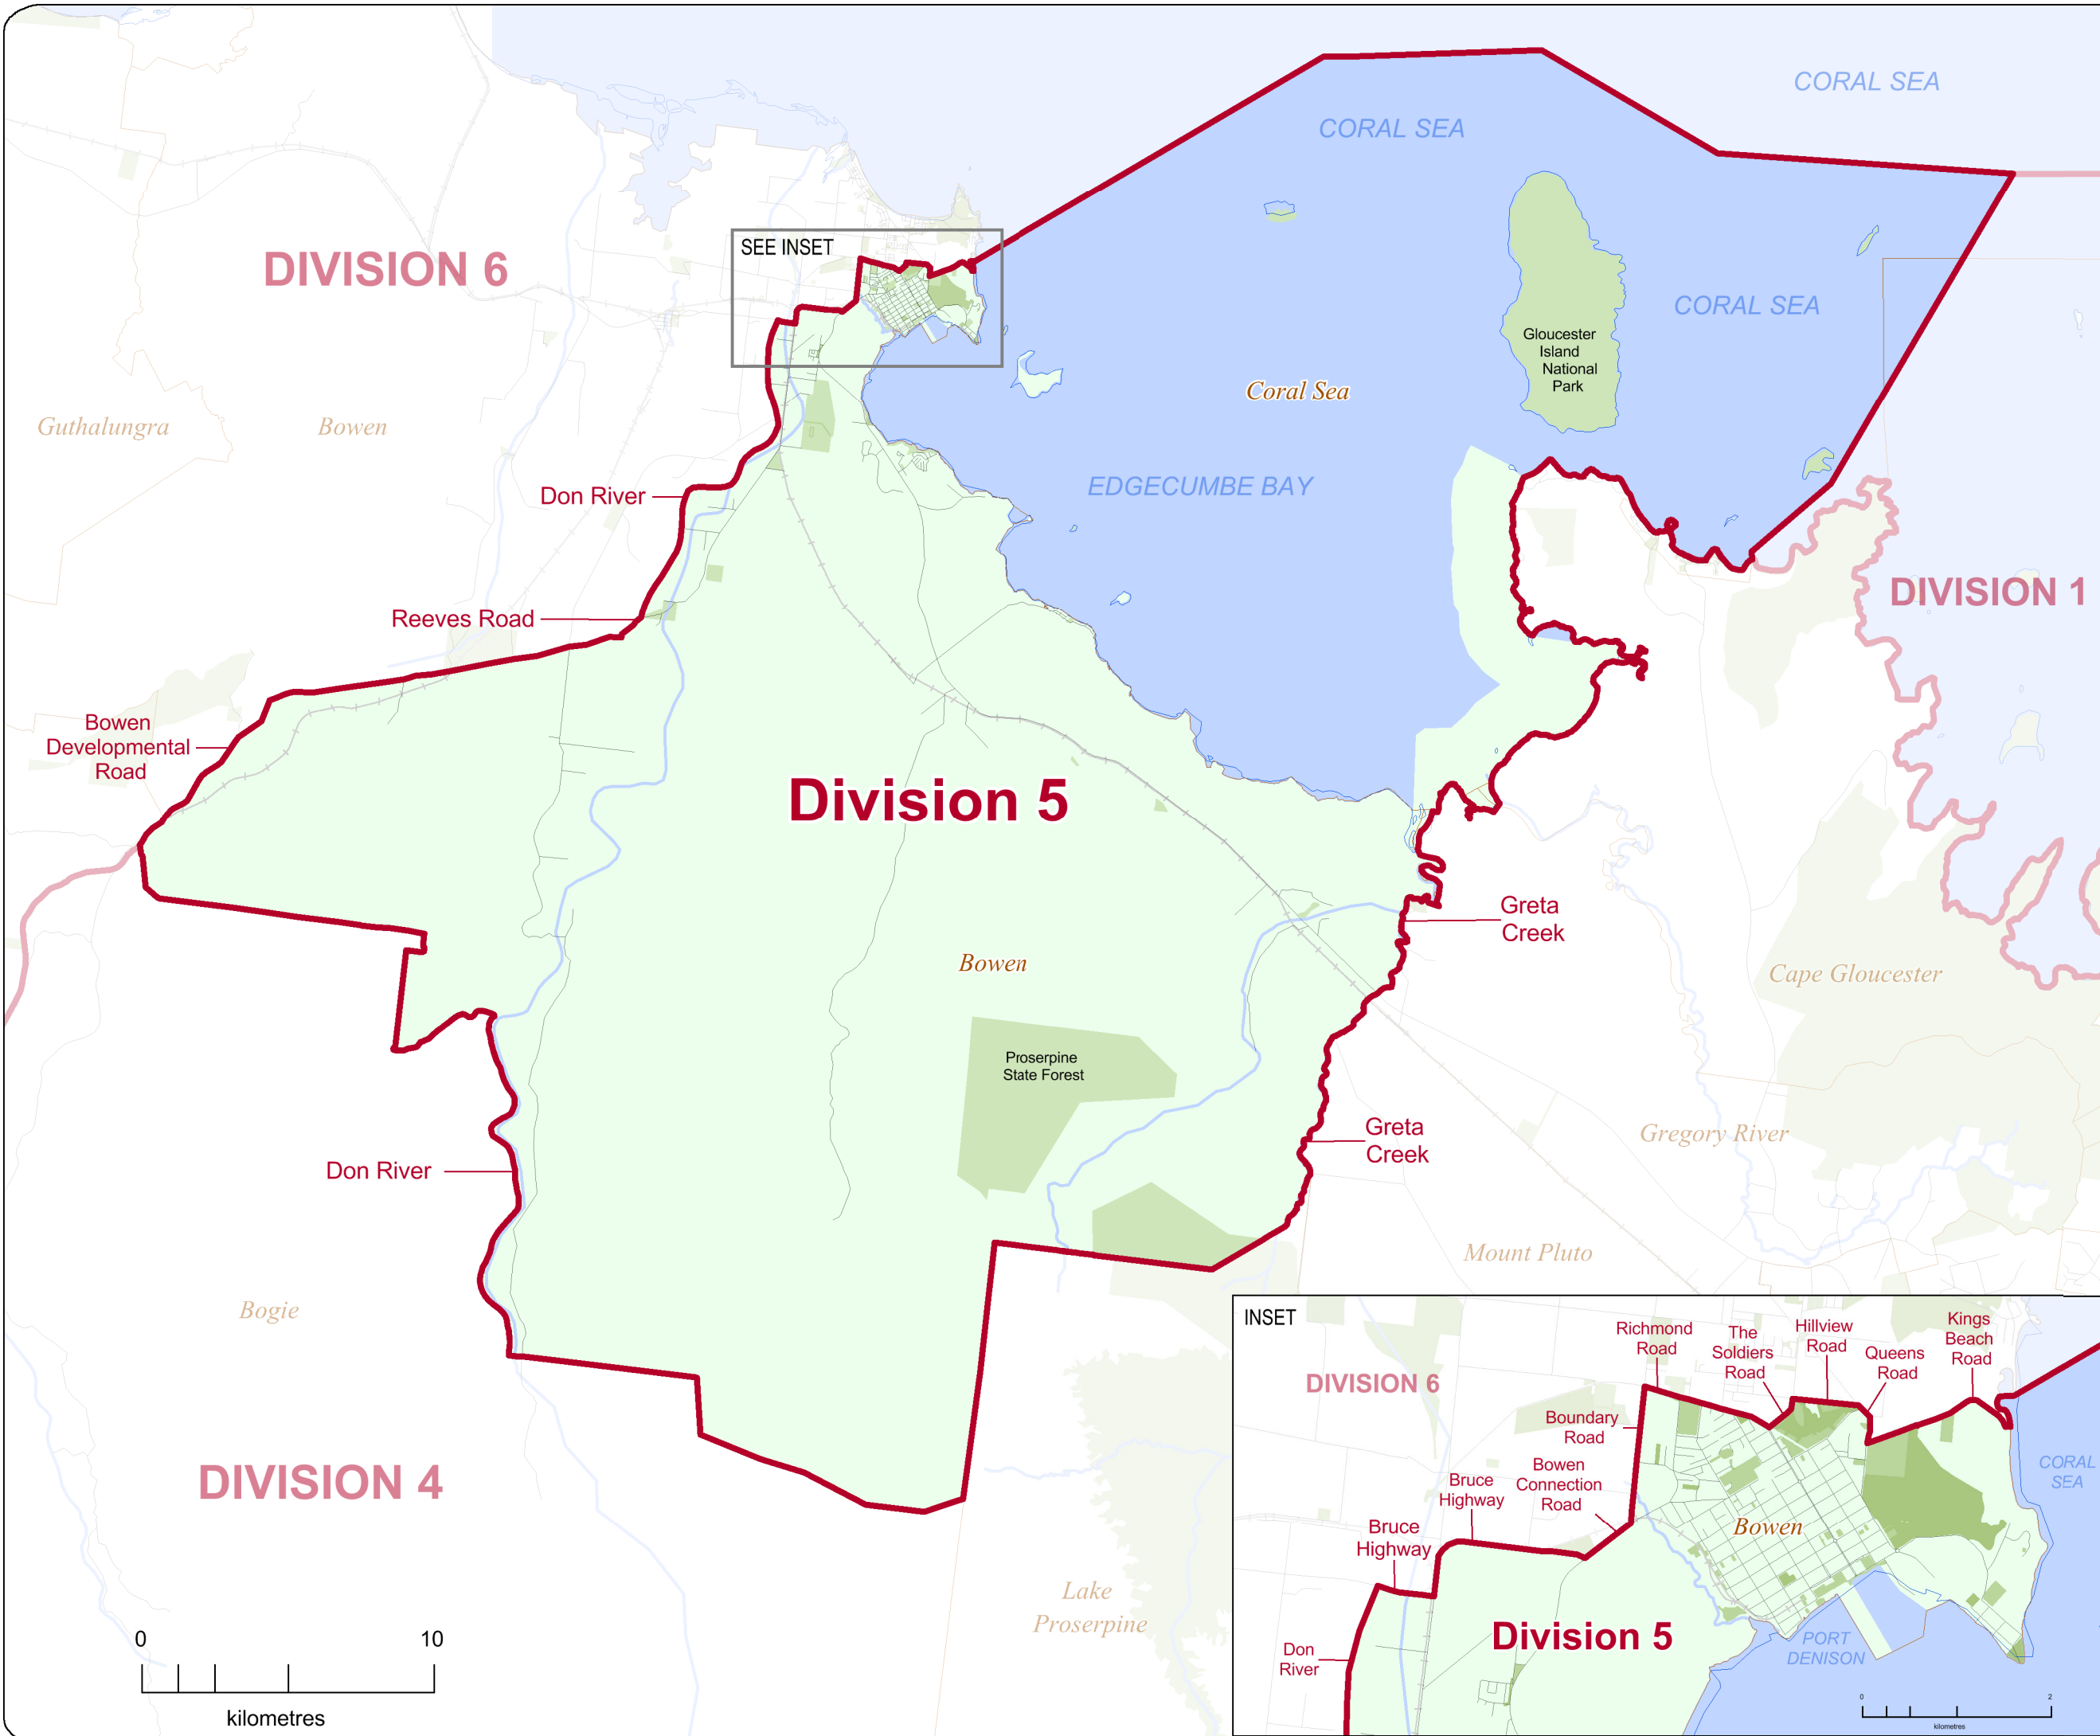 CORAL SEA
CORAL SEA
SEE INSET
DIVISION 6
CORAL SEA
Gloucester
Island
National
Park
Coral Sea
Guthalungra
Bowen
EDGECUMBE BAY
Don River
DIVISION 1
Reeves Road
Bowen
Developmental
Road
Division 5
Greta
Creek
Bowen
Cape Gloucester
Proserpine
State Forest
Greta
Creek
Gregory River
Don River
Mount Pluto
Bogie
DIVISION 4
Lake
Proserpine
0 10
kilometres
INSET
Richmond
Road
The
Soldiers
Road
Hillview
Road
Queens
Road
Kings
Beach
Road
DIVISION 6
Boundary
Road
Bowen
Connection
Road
Bruce
Highway
Bruce
Highway
CORAL
SEA
Bowen
Division 5
Don
River
PORT
DENISON
0 2
kilometres